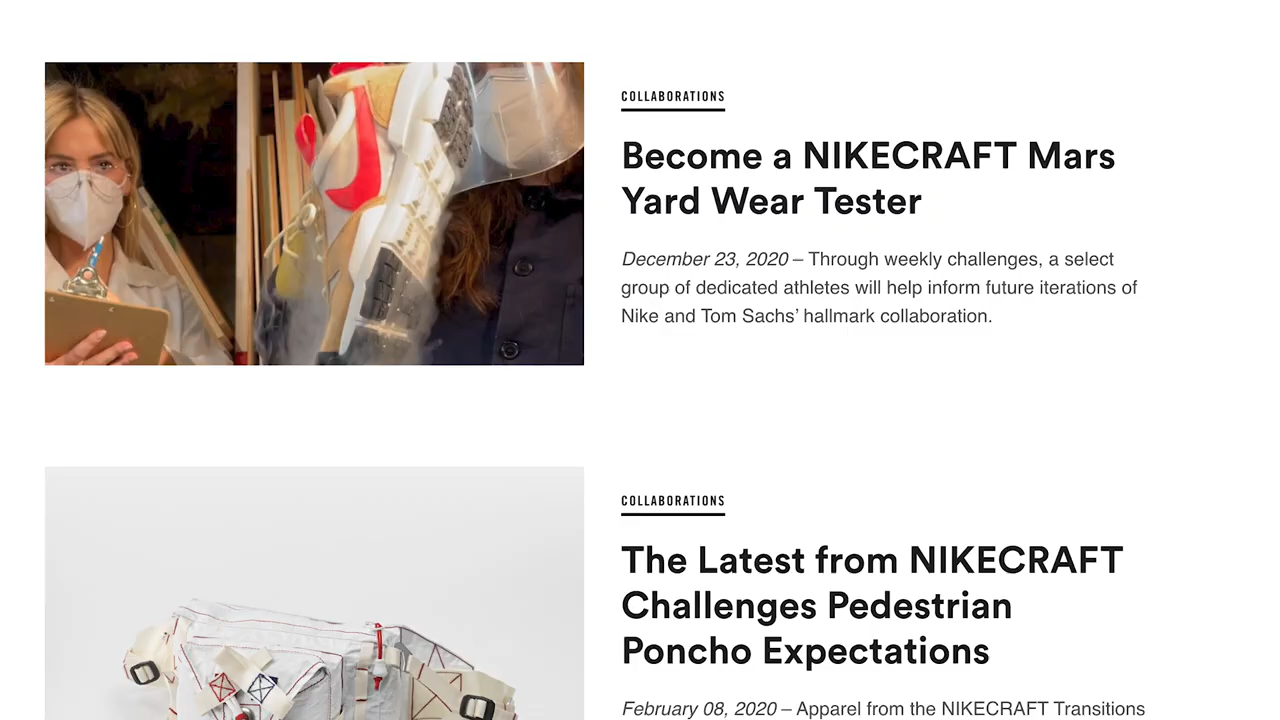 COLLABORATIONS
Become a NIKECRAFT Mars
Yard Wear Tester
December 23, 2020 – Through weekly challenges, a select
group of dedicated athletes will help inform future iterations of
Nike and Tom Sachs’ hallmark collaboration.
COLLABORATIONS
The Latest from NIKECRAFT
Challenges Pedestrian
Poncho Expectations
February 08, 2020 – Apparel from the NIKECRAFT Transitions